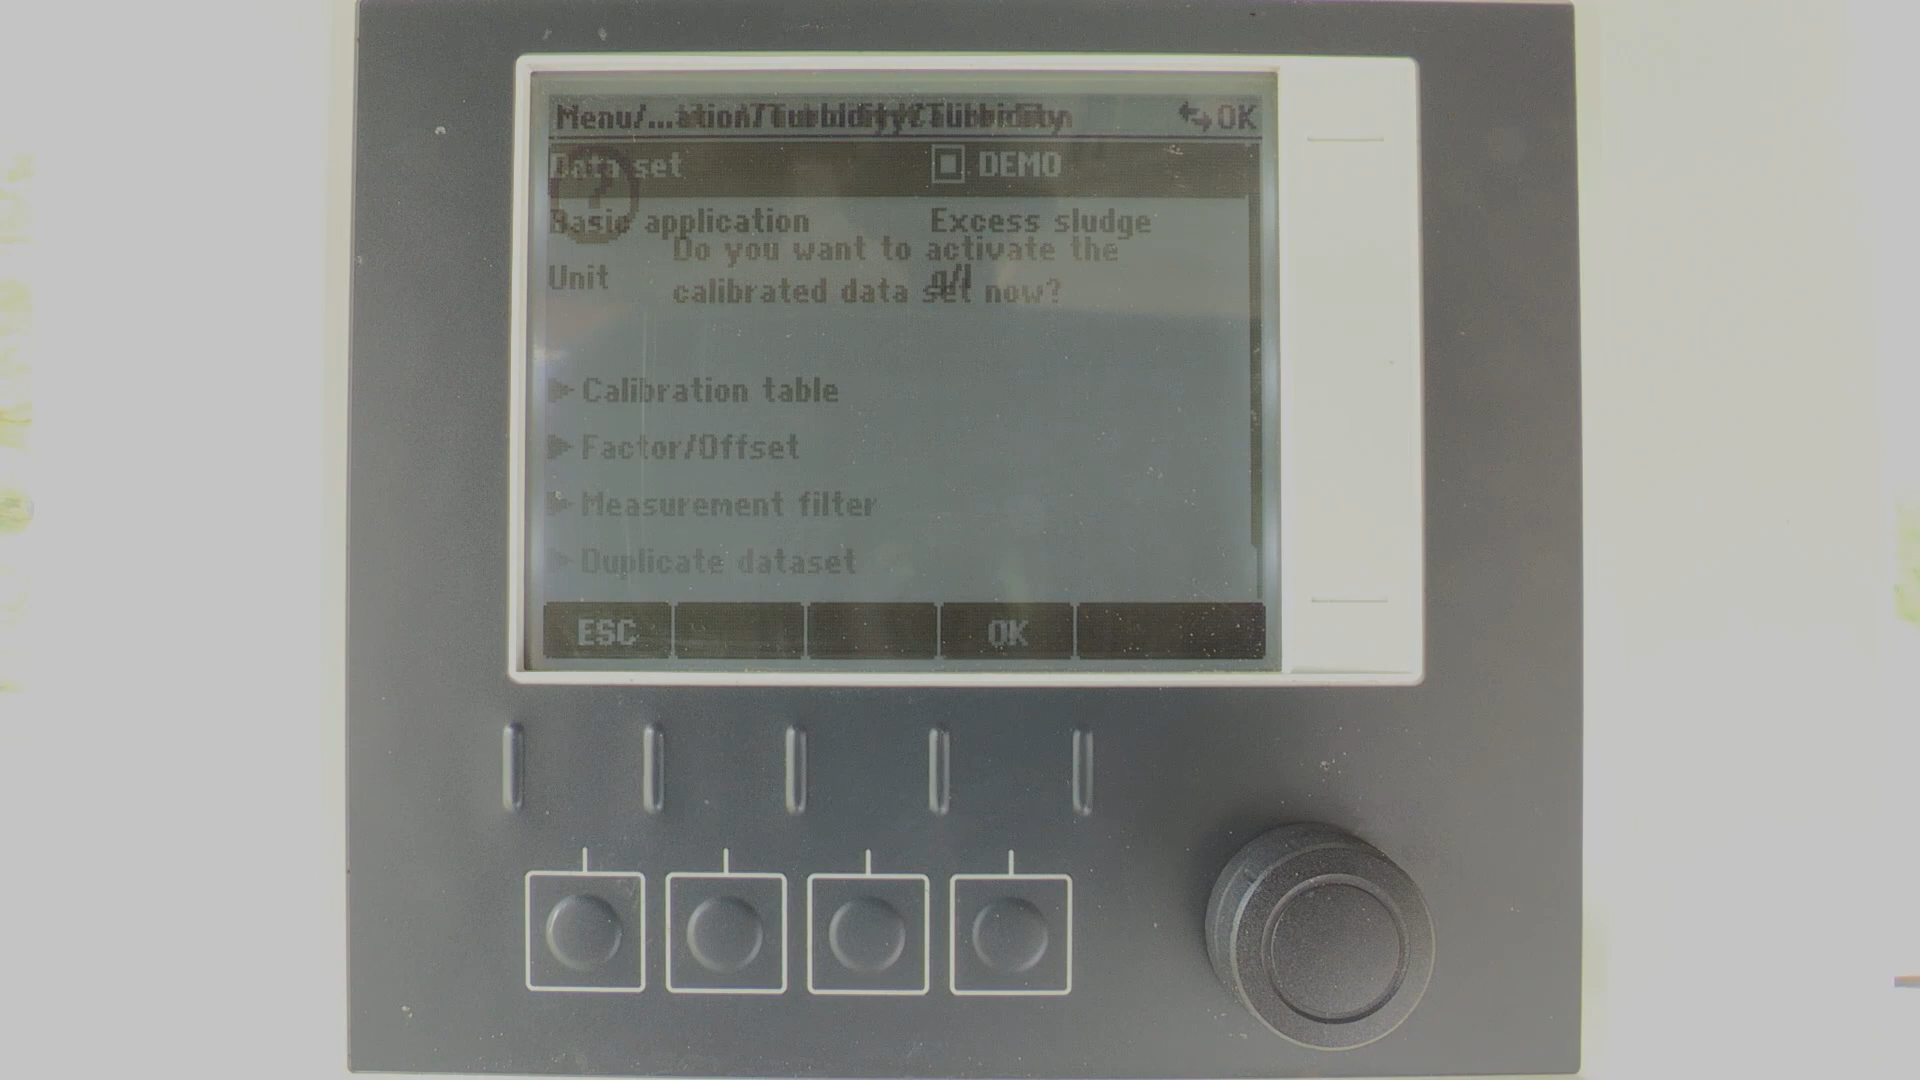 OK
Data set DEMO
?
Basic application Excess sludge
Do you want to activate the
Unit g/l
calibrated data set now?
Calibration table
Factor/Offset
Measurement filter
Duplicate dataset
ESC OK